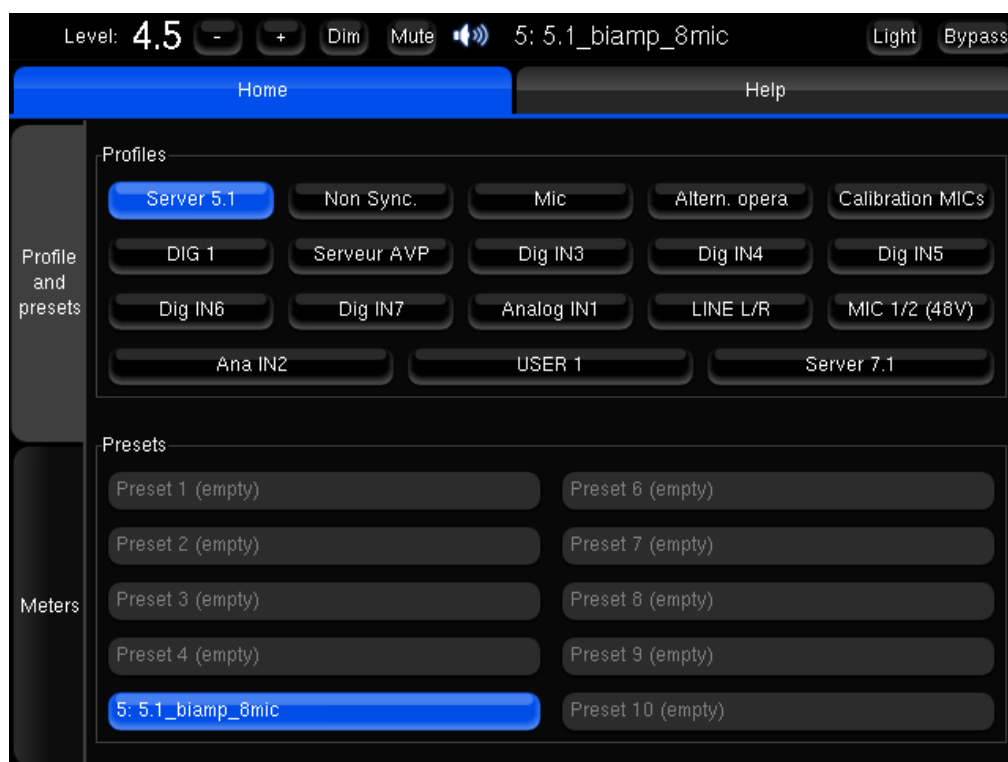 Level: 4.5 - + Dim Mute 5: 5.1_biamp_8mic Light Bypass
Home Help
Profile
and
presets
Meters
Profiles
Server 5.1 Non Sync. Mic Altern. opera Calibration MICs
DIG 1 Serveur AVP Dig IN3 Dig IN4 Dig IN5
Dig IN6 Dig IN7 Analog IN1 LINE L/R MIC 1/2 (48V)
Ana IN2 USER 1 Server 7.1
Presets
Preset 1 (empty) Preset 6 (empty)
Preset 2 (empty) Preset 7 (empty)
Preset 3 (empty) Preset 8 (empty)
Preset 4 (empty) Preset 9 (empty)
5: 5.1_biamp_8mic Preset 10 (empty)